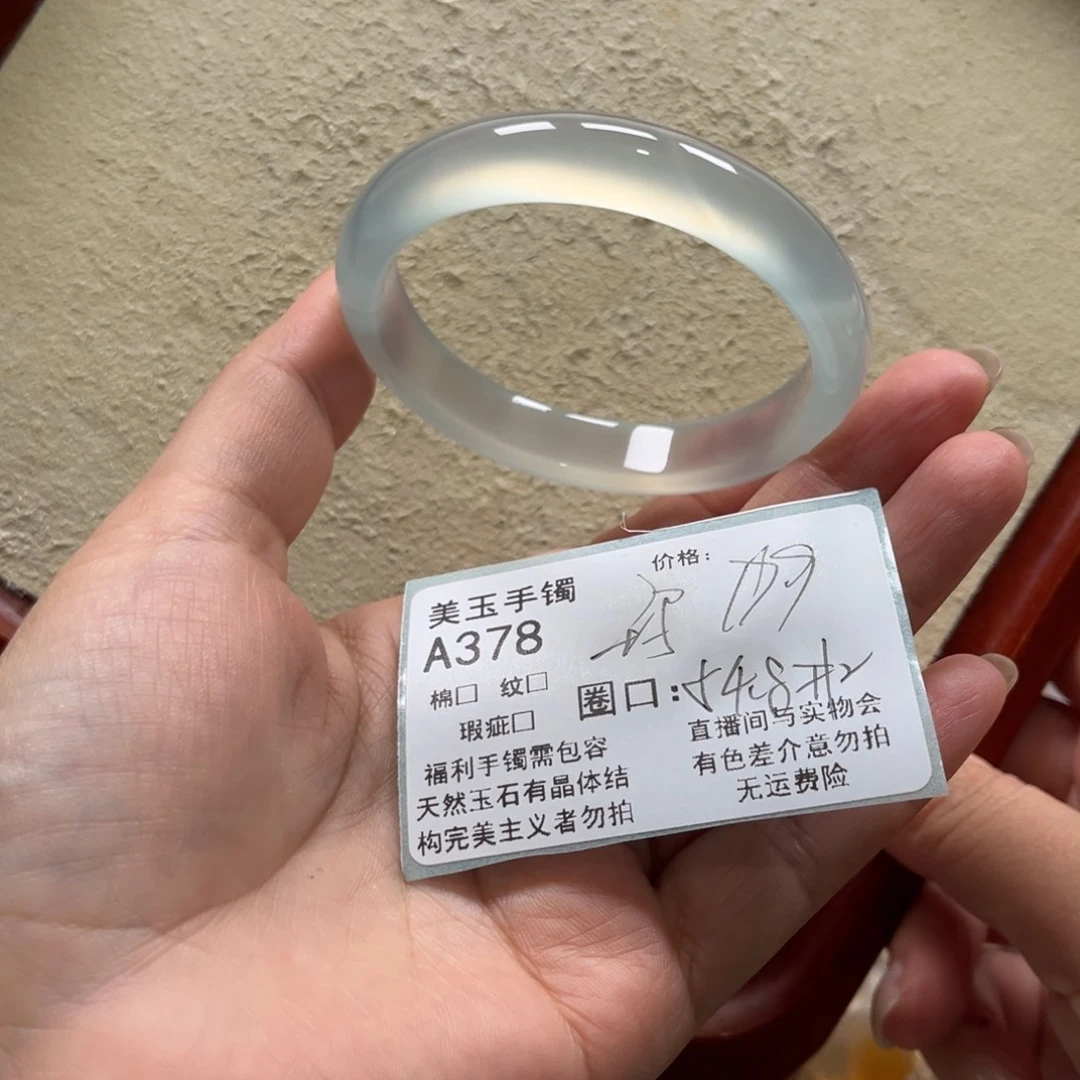 美玉手镯
A378
价格:
棉□ 纹□
瑕疵□
圈口:54.8
福利手镯需包容
天然玉石有晶体结
构完美主义者勿拍
直播间与实物会
有色差介意勿拍
无运费险